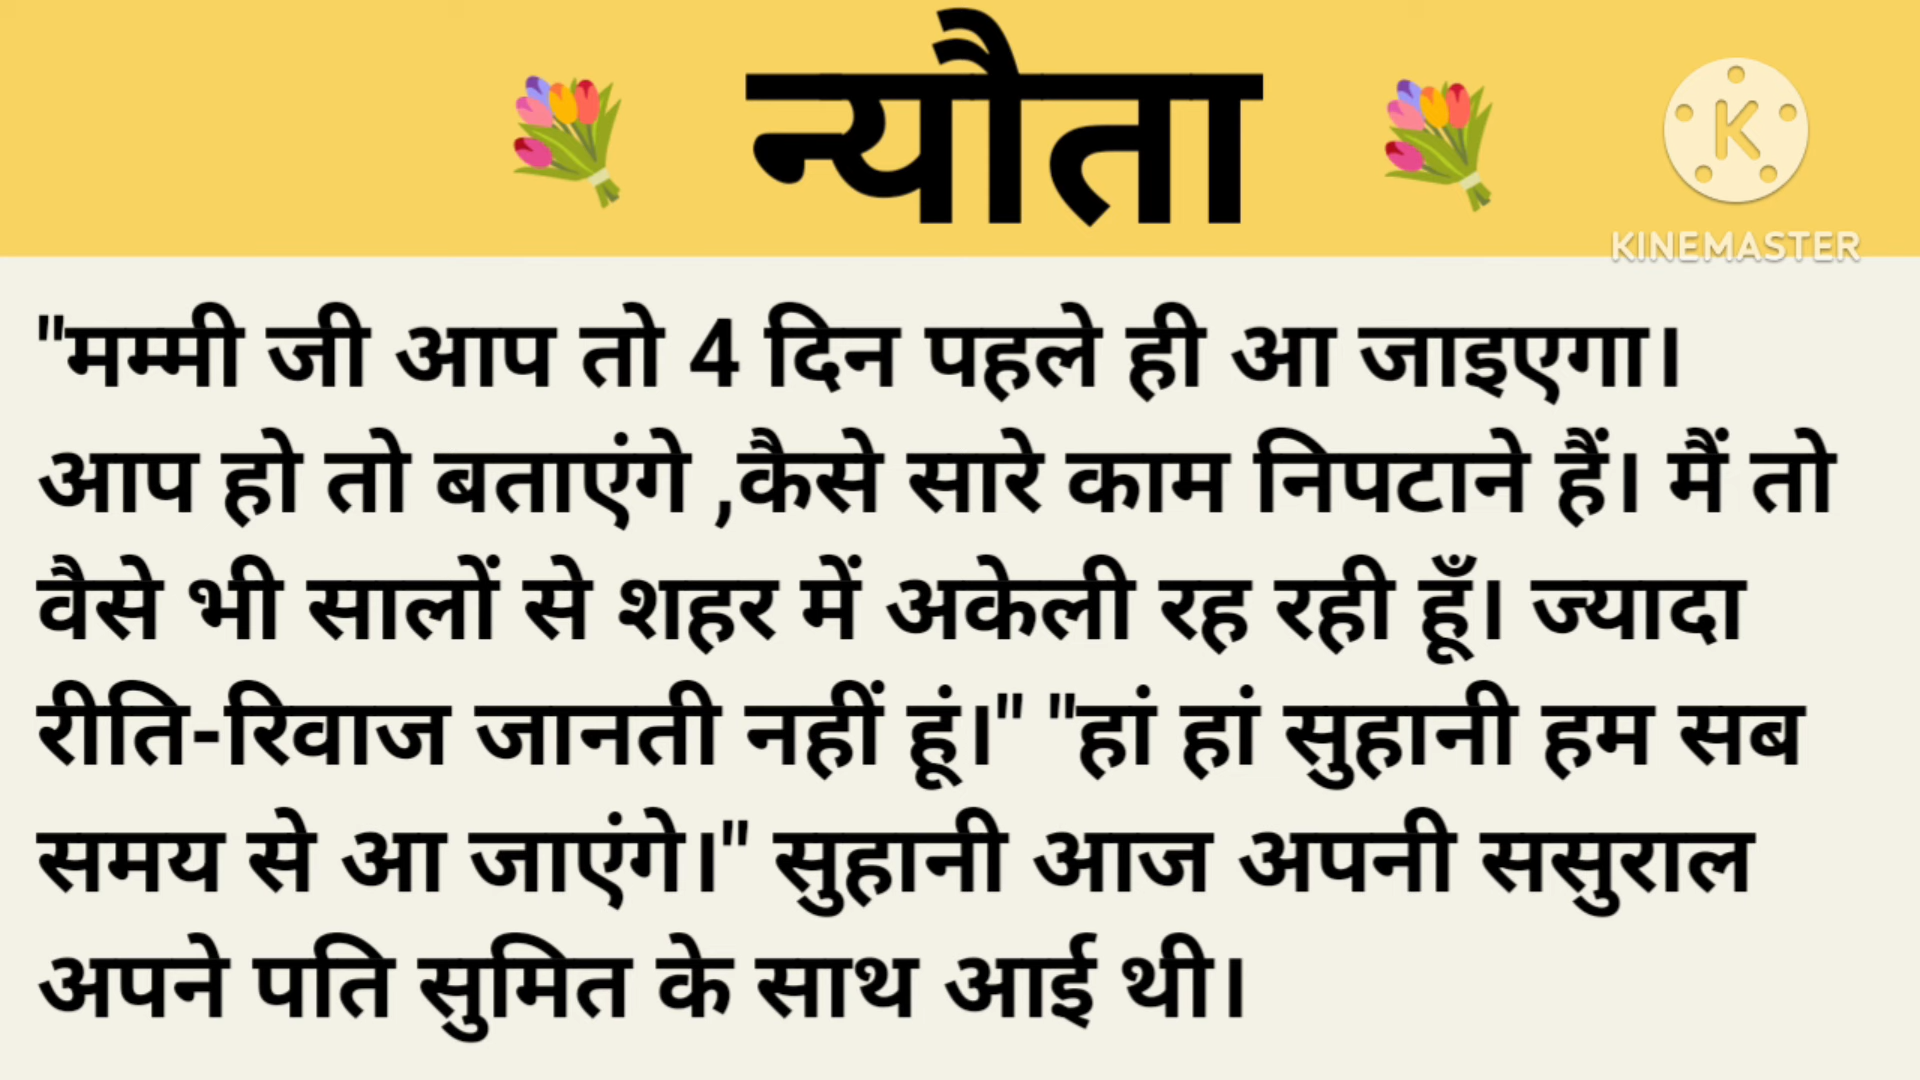 न्यौता
KINEMASTER
"मम्मी जी आप तो 4 दिन पहले ही आ जाइएगा।
आप हो तो बताएंगे ,कैसे सारे काम निपटाने हैं। मैं तो
वैसे भी सालों से शहर में अकेली रह रही हूँ। ज्यादा
रीति-रिवाज जानती नहीं हूं।" "हां हां सुहानी हम सब
समय से आ जाएंगे।" सुहानी आज अपनी ससुराल
अपने पति सुमित के साथ आई थी।